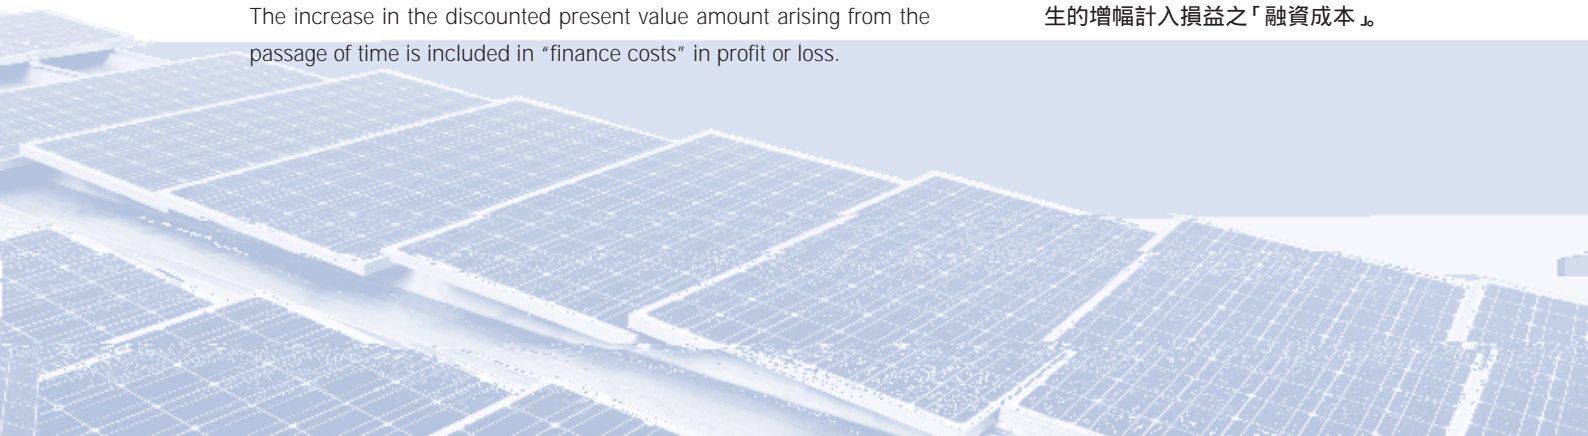 The increase in the discounted present value amount arising from the
passage of time is included in “finance costs” in profit or loss.
生的增幅計入損益之「融資成本」。